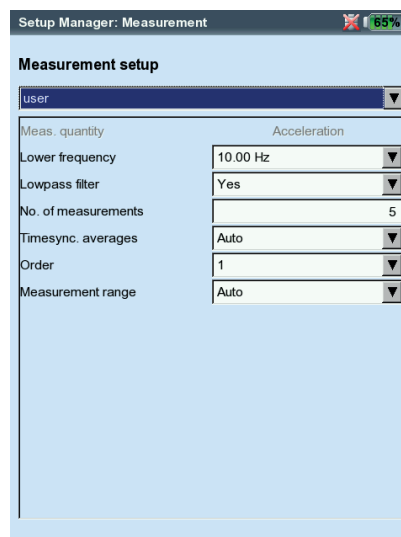 Setup Manager: Measurement 65%
Measurement setup
user
Meas. quantity Acceleration
Lower frequency 10.00 Hz
Lowpass filter Yes
No. of measurements 5
Timesync. averages Auto
Order 1
Measurement range Auto